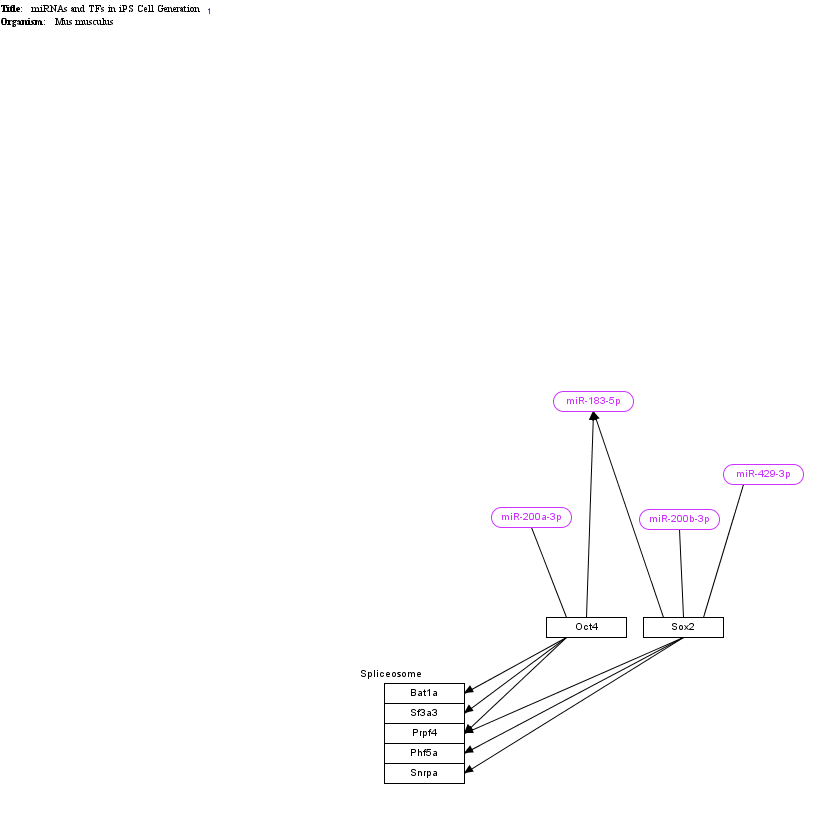 Title: miRNAs and TFs in iPS Cell Generation 1
Organism: Mus musculus
miR-183-5p
miR-429-3p
miR-200a-3p
miR-200b-3p
Oct4
Sox2
Spliceosome
Bat1a
Sf3a3
Prpf4
Phf5a
Snrpa